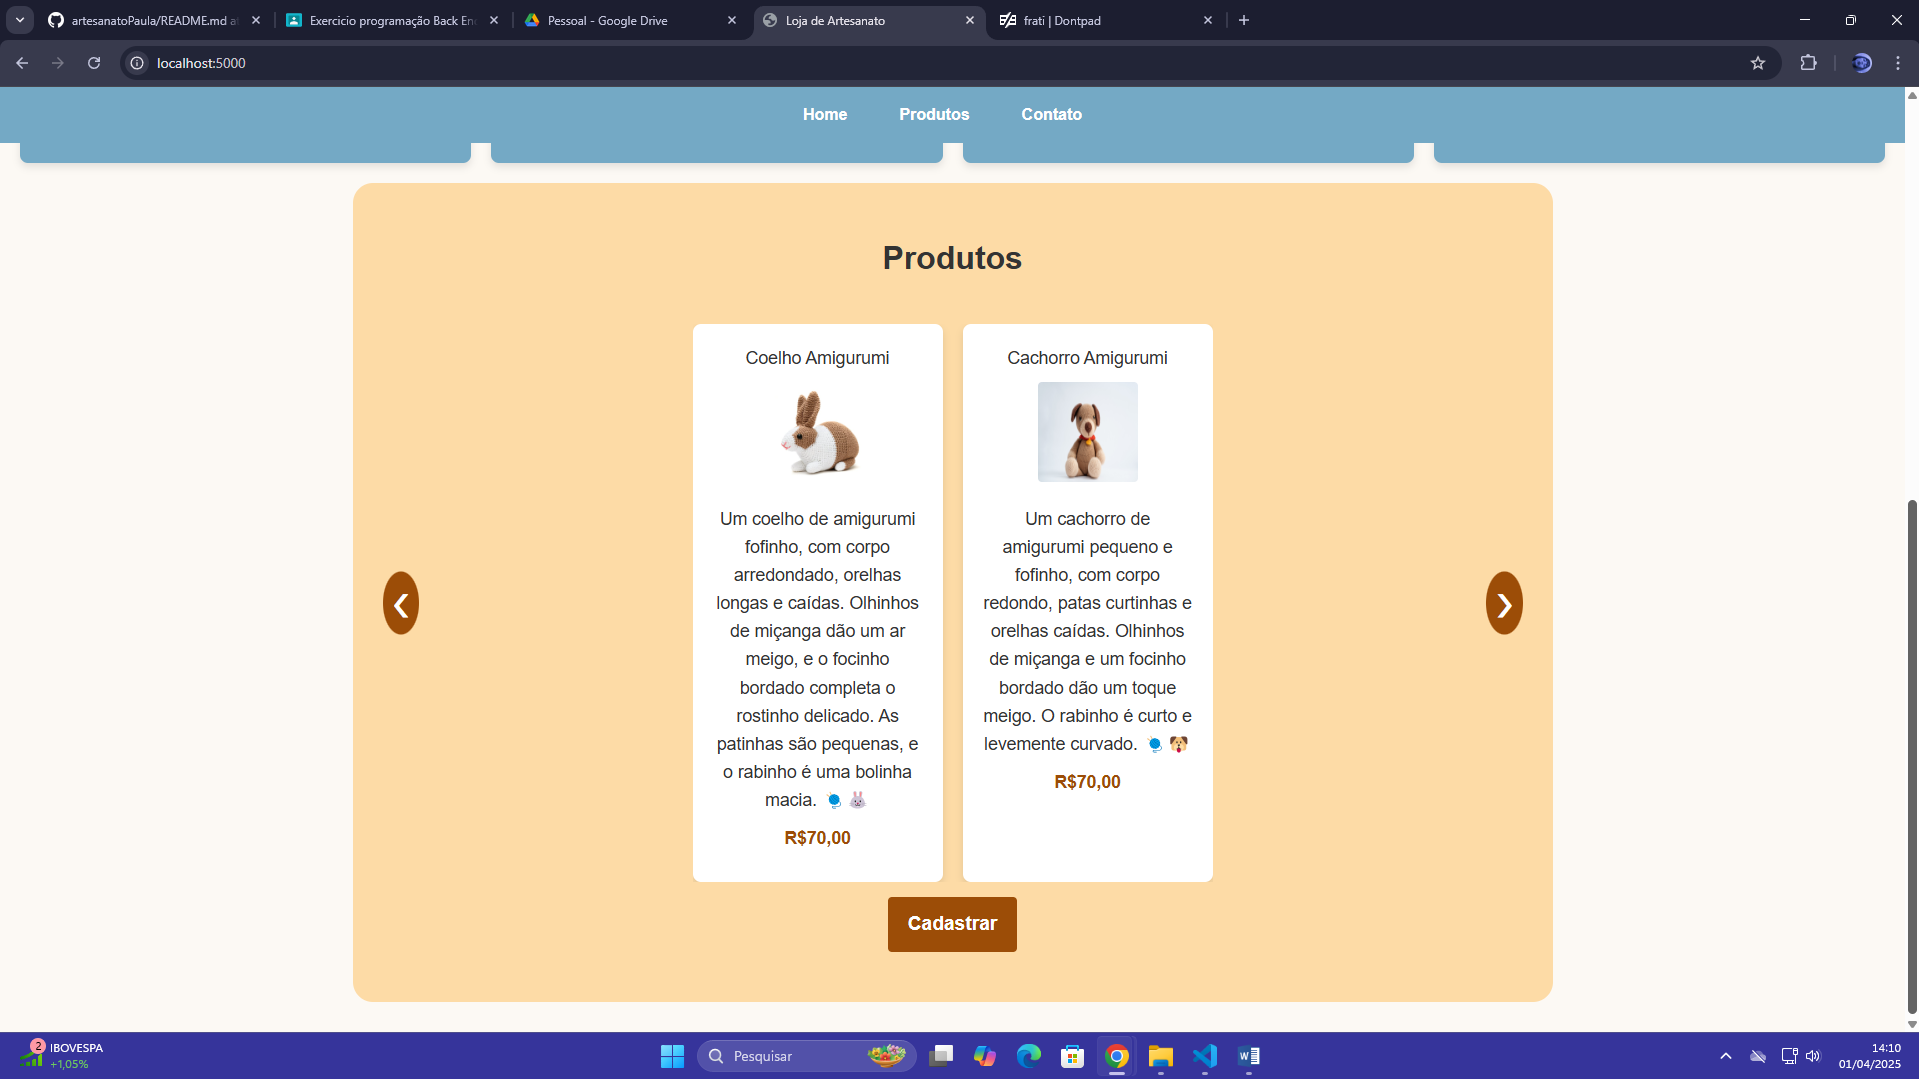 artesanatoPaula/README.md at
Exercicio programação Back En
Pessoal - Google Drive
Loja de Artesanato
frati | Dontpad
localhost:5000
Home
Produtos
Contato
Produtos
Coelho Amigurumi
Um coelho de amigurumi
fofinho, com corpo
arredondado, orelhas
longas e caídas. Olhinhos
de miçanga dão um ar
meigo, e o focinho
bordado completa o
rostinho delicado. As
patinhas são pequenas, e
o rabinho é uma bolinha
macia. 🧶🐰
R$70,00
Cachorro Amigurumi
Um cachorro de
amigurumi pequeno e
fofinho, com corpo
redondo, patas curtinhas e
orelhas caídas. Olhinhos
de miçanga e um focinho
bordado dão um toque
meigo. O rabinho é curto e
levemente curvado. 🧶🐶
R$70,00
❮
❯
Cadastrar
2
IBOVESPA
+1,05%
Pesquisar
14:10
01/04/2025